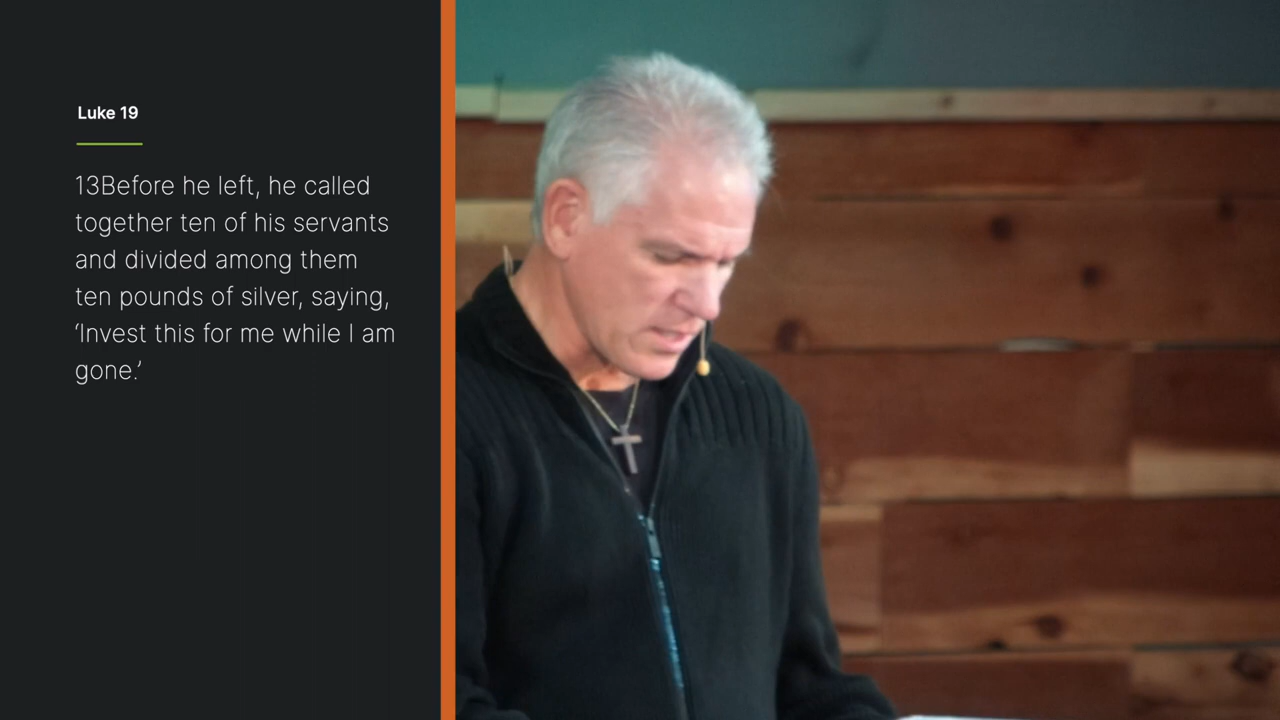 Luke 19
13Before he left, he called
together ten of his servants
and divided among them
ten pounds of silver, saying,
‘Invest this for me while I am
gone.’